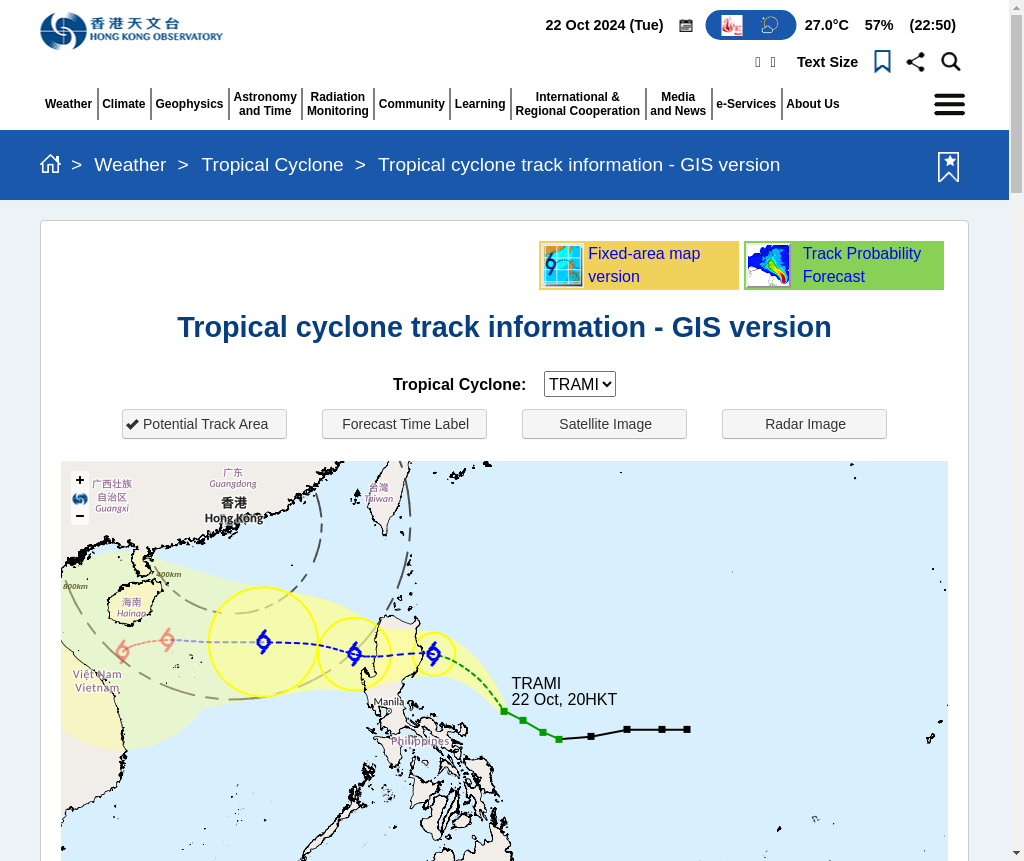 香港天文台
HONG KONG OBSERVATORY
22 Oct 2024 (Tue)
27.0°C 57% (22:50)
Text Size
Weather
Climate
Geophysics
Astronomy
and Time
Radiation
Monitoring
Community
Learning
International &
Regional Cooperation
Media
and News
e-Services
About Us
> Weather > Tropical Cyclone > Tropical cyclone track information - GIS version
Fixed-area map
version
Track Probability
Forecast
Tropical cyclone track information - GIS version
Tropical Cyclone: TRAMI
Potential Track Area
Forecast Time Label
Satellite Image
Radar Image
+
−
广西壮族
自治区
Guangxi
广东
Guangdong
香港
Hong Kong
台灣
Taiwan
400km
800km
海南
Hainan
Việt Nam
Vietnam
Manila
Philippines
TRAMI
22 Oct, 20HKT